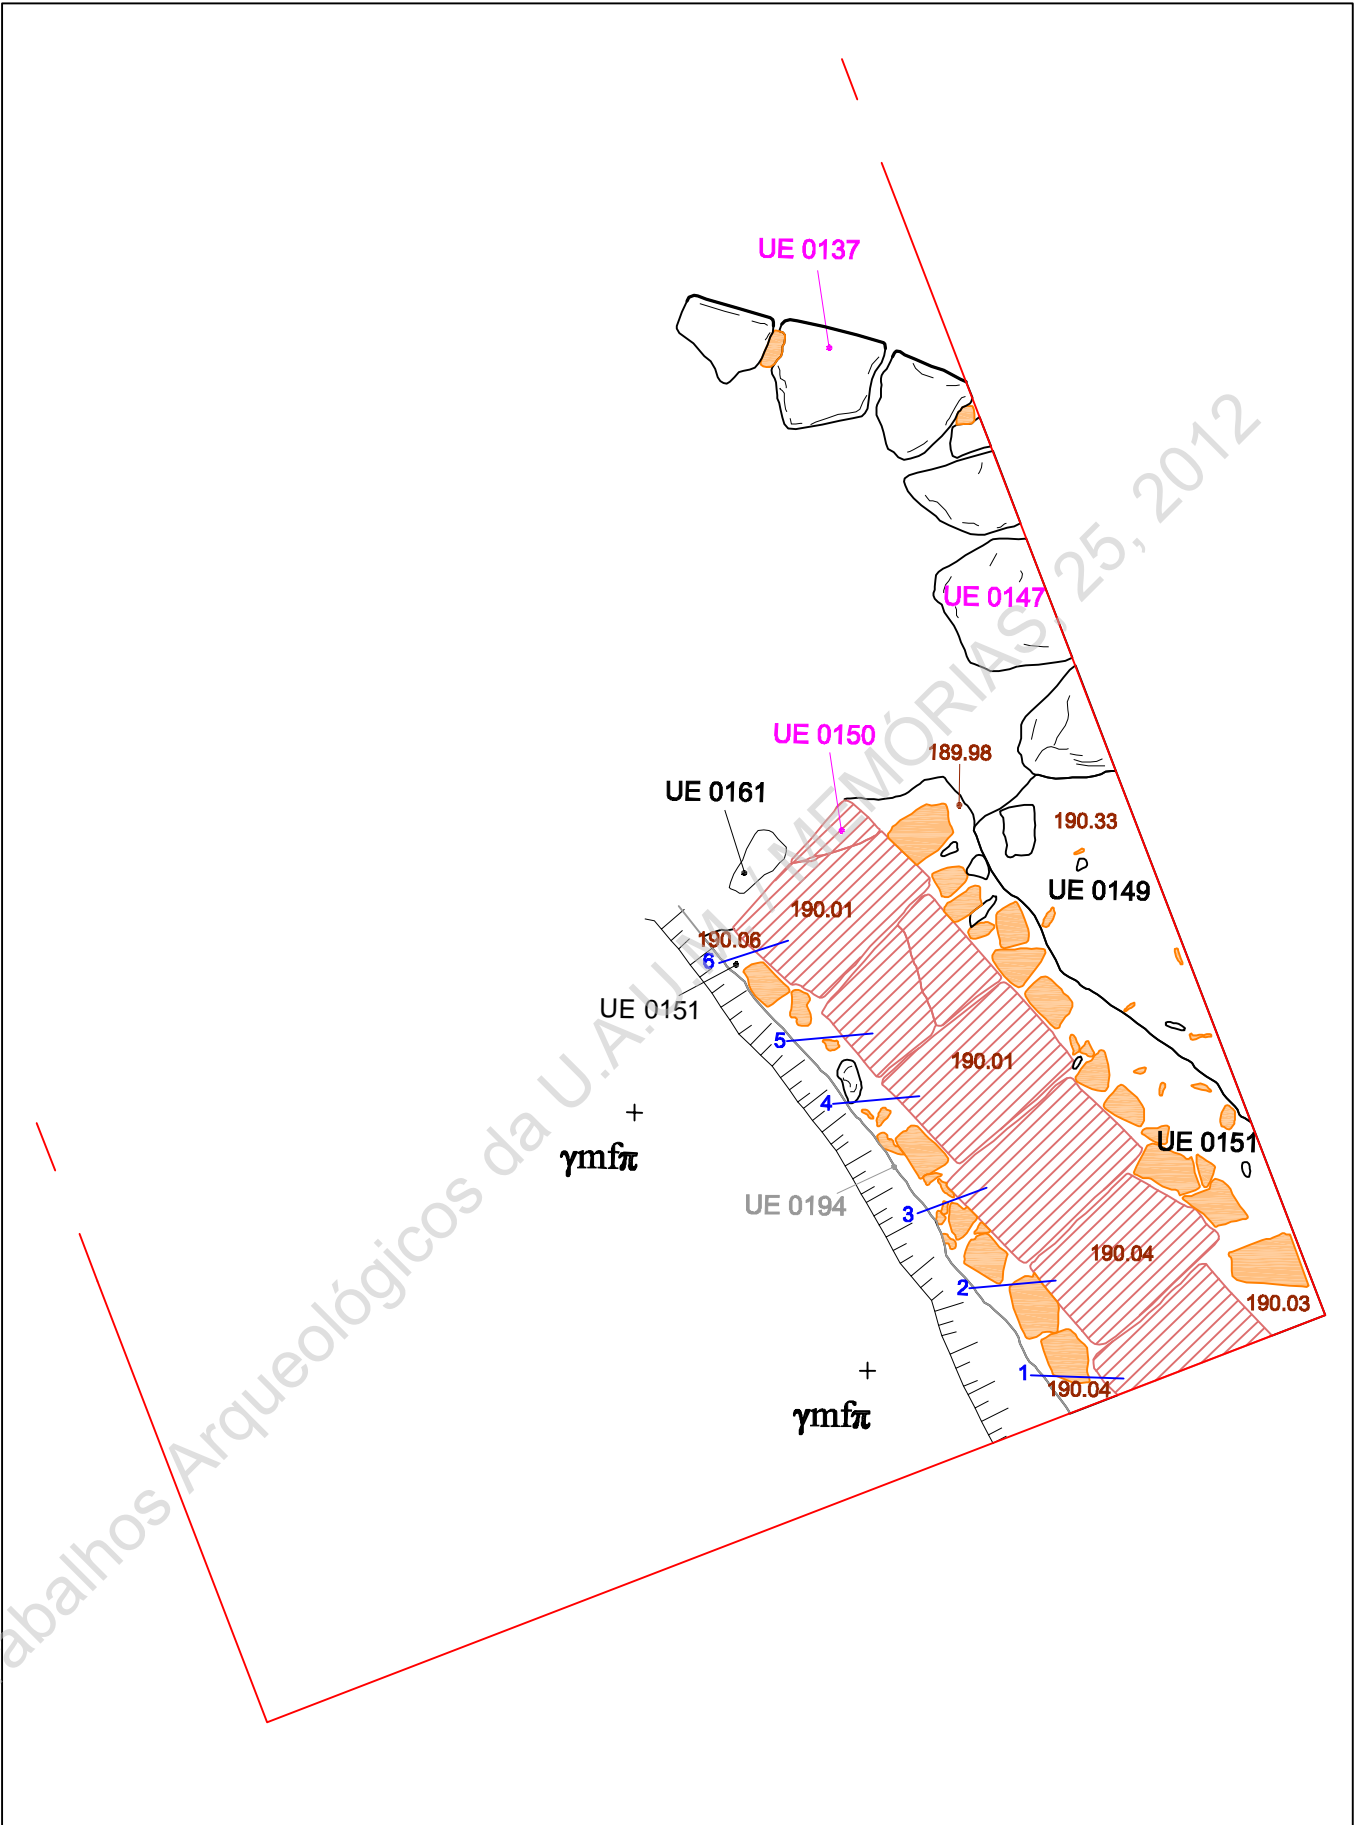 UE 0137
UE 0147
UE 0150
189.98
UE 0161
190.33
UE 0149
190.01
190.06
6
UE 0151
5
190.01
4
+
γmfπ
UE 0151
UE 0194
3
190.04
2
190.03
+
1
190.04
γmfπ
abalhos Arqueológicos da U.A.U.M. / MEMÓRIAS, 25, 2012